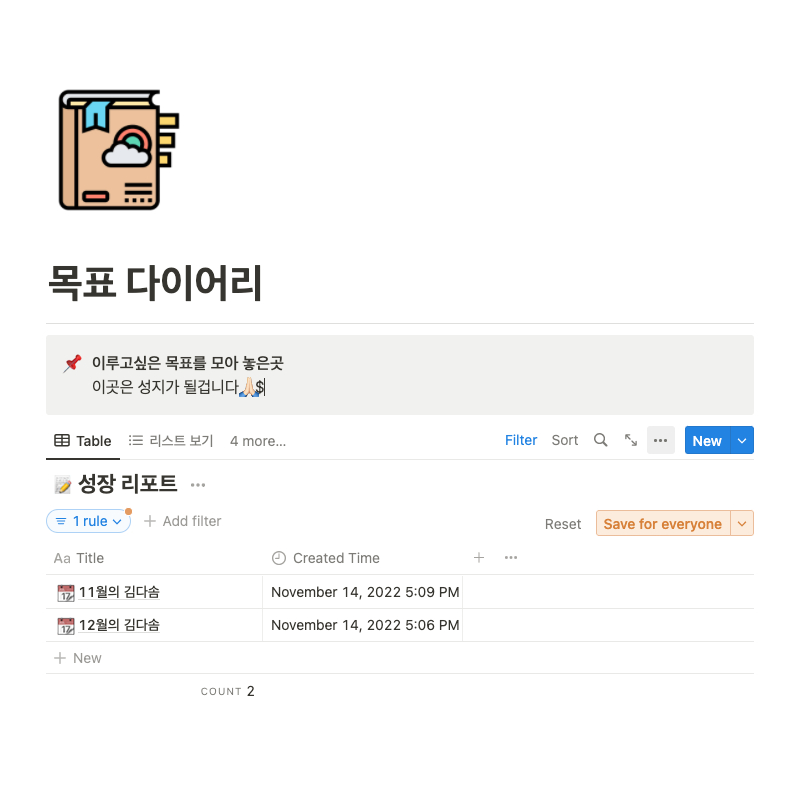 목표 다이어리
📌 이루고싶은 목표를 모아 놓은곳
이곳은 성지가 될겁니다🙏🏻$
Table 리스트 보기 4 more... Filter Sort New
📝 성장 리포트
1 rule Add filter Reset Save for everyone
Aa Title Created Time
11월의 김다솜 November 14, 2022 5:09 PM
12월의 김다솜 November 14, 2022 5:06 PM
New
COUNT 2